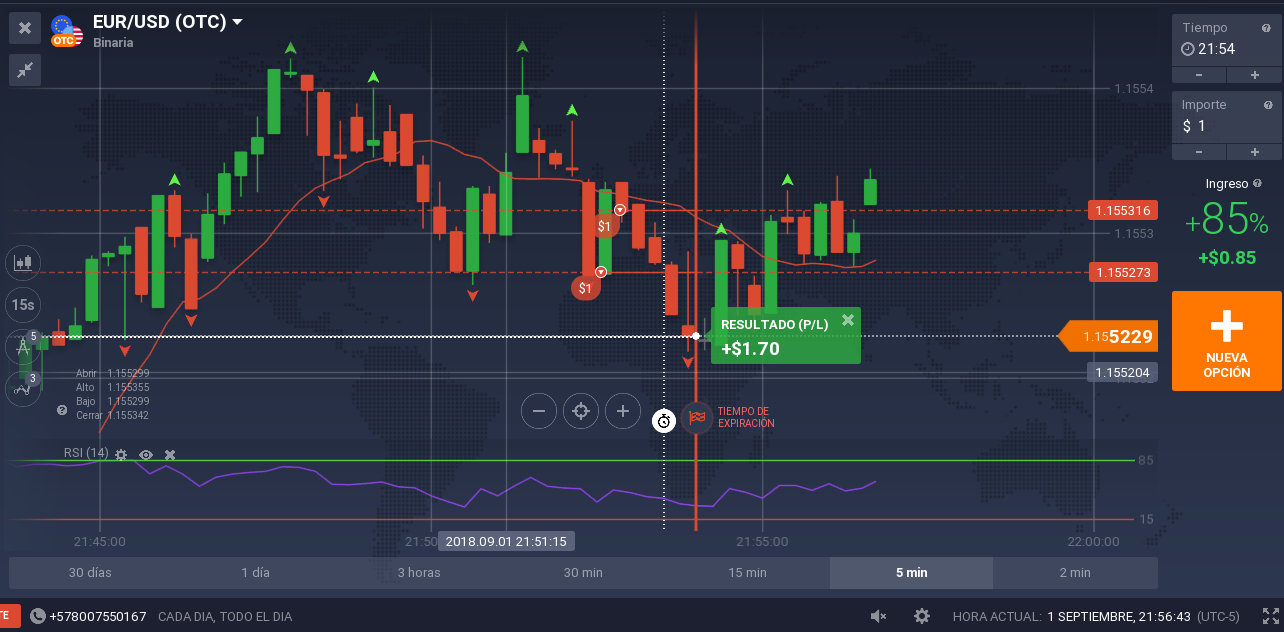 EUR/USD (OTC)
OTC
Binaria
Tiempo
21:54
- +
Importe
$ 1
- +
Ingreso
+85%
+$0.85
NUEVA
OPCIÓN
1.1554
1.155316
1.1553
1.155273
1.155229
1.155204
$1
$1
RESULTADO (P/L)
+$1.70
15s
5
3
Abrir 1.155299
Alto 1.155355
Bajo 1.155299
Cerrar 1.155342
TIEMPO DE
EXPIRACIÓN
RSI (14)
85
15
21:45:00
21:50
2018.09.01 21:51:15
21:55:00
22:00:00
30 días
1 día
3 horas
30 min
15 min
5 min
2 min
TE
+578007550167
CADA DIA, TODO EL DIA
HORA ACTUAL: 1 SEPTIEMBRE, 21:56:43 (UTC-5)